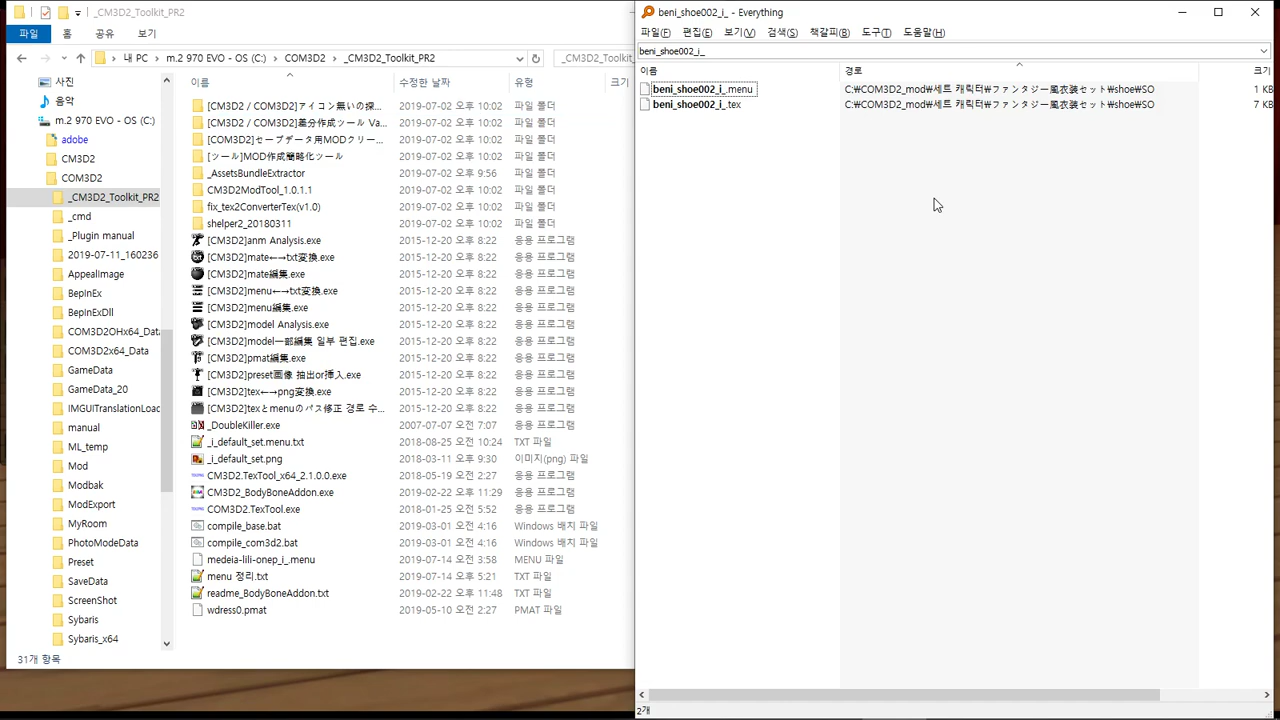 _CM3D2_Toolkit_PR2
파일 홈 공유 보기
내 PC › m.2 970 EVO - OS (C:) › COM3D2 › _CM3D2_Toolkit_PR2
_CM3D2_Toolkit_
이름 수정한 날짜 유형 크기
사진
음악
m.2 970 EVO - OS (C:)
adobe
CM3D2
COM3D2
_CM3D2_Toolkit_PR2
_cmd
_Plugin manual
2019-07-11_160236
AppealImage
BepInEx
BepInExDll
COM3D2OHx64_Data
COM3D2x64_Data
GameData
GameData_20
IMGUITranslationLoad
manual
ML_temp
Mod
Modbak
ModExport
MyRoom
PhotoModeData
Preset
SaveData
ScreenShot
Sybaris
Sybaris_x64
[CM3D2 / COM3D2]アイコン無いの探... 2019-07-02 오후 10:02 파일 폴더
[CM3D2 / COM3D2]差分作成ツール Va... 2019-07-02 오후 10:02 파일 폴더
[COM3D2]セーブデータ用MODクリー... 2019-07-02 오후 10:02 파일 폴더
[ツール]MOD作成簡略化ツール 2019-07-02 오후 10:02 파일 폴더
_AssetsBundleExtractor 2019-07-02 오후 9:56 파일 폴더
CM3D2ModTool_1.0.1.1 2019-07-02 오후 10:02 파일 폴더
fix_tex2ConverterTex(v1.0) 2019-07-02 오후 10:02 파일 폴더
shelper2_20180311 2019-07-02 오후 10:02 파일 폴더
[CM3D2]anm Analysis.exe 2015-12-20 오후 8:22 응용 프로그램
[CM3D2]mate←→txt変換.exe 2015-12-20 오후 8:22 응용 프로그램
[CM3D2]mate編集.exe 2015-12-20 오후 8:22 응용 프로그램
[CM3D2]menu←→txt変換.exe 2015-12-20 오후 8:22 응용 프로그램
[CM3D2]menu編集.exe 2015-12-20 오후 8:22 응용 프로그램
[CM3D2]model Analysis.exe 2015-12-20 오후 8:22 응용 프로그램
[CM3D2]model一部編集 일부 편집.exe 2015-12-20 오후 8:22 응용 프로그램
[CM3D2]pmat編集.exe 2015-12-20 오후 8:22 응용 프로그램
[CM3D2]preset画像 抽出or挿入.exe 2015-12-20 오후 8:22 응용 프로그램
[CM3D2]tex←→png変換.exe 2015-12-20 오후 8:22 응용 프로그램
[CM3D2]texとmenuのパス修正 경로 수... 2015-12-20 오후 8:22 응용 프로그램
_DoubleKiller.exe 2007-07-07 오전 7:07 응용 프로그램
_i_default_set.menu.txt 2018-08-25 오전 10:24 TXT 파일
_i_default_set.png 2018-03-11 오후 9:30 이미지(png) 파일
CM3D2.TexTool_x64_2.1.0.0.exe 2018-05-19 오전 2:27 응용 프로그램
CM3D2_BodyBoneAddon.exe 2019-02-22 오후 11:29 응용 프로그램
COM3D2.TexTool.exe 2018-01-25 오전 5:52 응용 프로그램
compile_base.bat 2019-03-01 오전 4:16 Windows 배치 파일
compile_com3d2.bat 2019-03-01 오전 4:16 Windows 배치 파일
medeia-lili-onep_i_.menu 2019-07-14 오전 3:58 MENU 파일
menu 정리.txt 2019-07-14 오후 5:21 TXT 파일
readme_BodyBoneAddon.txt 2019-02-22 오후 11:48 TXT 파일
wdress0.pmat 2019-05-10 오전 2:27 PMAT 파일
31개 항목
beni_shoe002_i_ - Everything
파일(F) 편집(E) 보기(V) 검색(S) 책갈피(B) 도구(T) 도움말(H)
beni_shoe002_i_
이름 경로 크기
beni_shoe002_i_.menu C:₩COM3D2_mod₩세트 캐릭터₩ファンタジー風衣装セット₩shoe₩SO 1 KB
beni_shoe002_i_.tex C:₩COM3D2_mod₩세트 캐릭터₩ファンタジー風衣装セット₩shoe₩SO 7 KB
2개